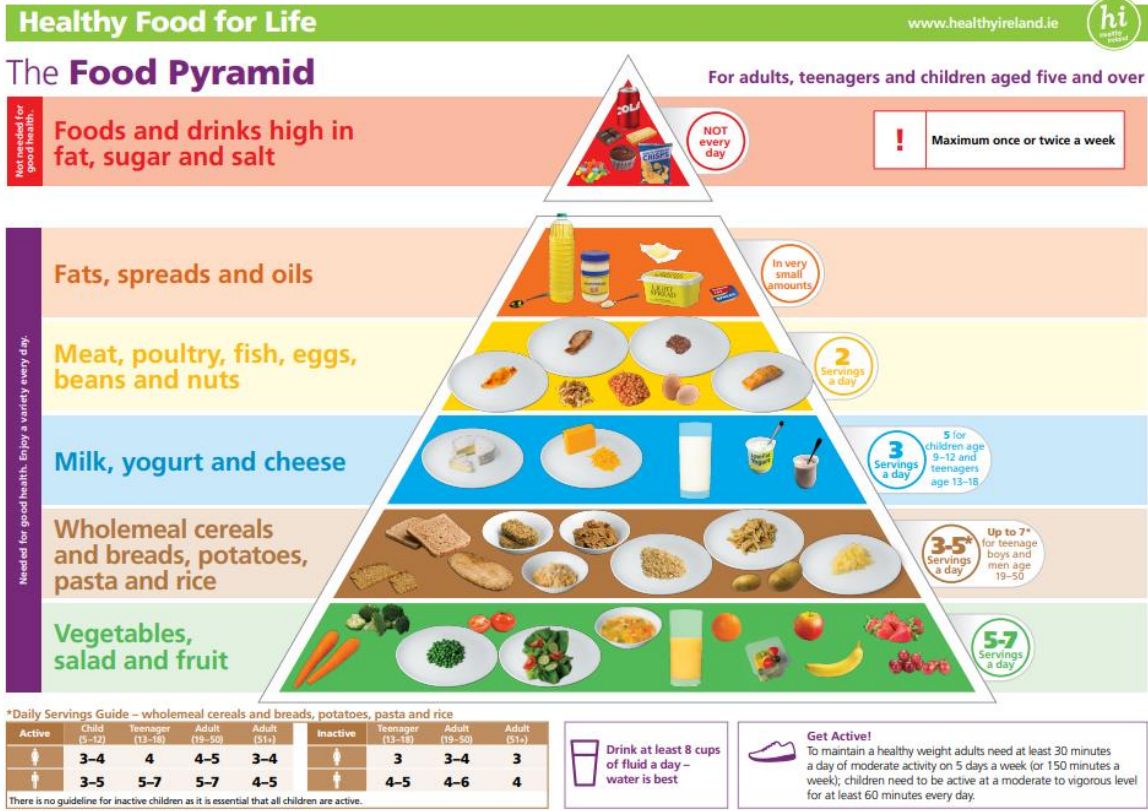 Healthy Food for Life
www.healthyireland.ie
hi
Healthy
Ireland
The Food Pyramid
For adults, teenagers and children aged five and over
Not needed for
good health.
Foods and drinks high in
fat, sugar and salt
COLA
CRISPS
NOT
every
day
!
Maximum once or twice a week
Need for good health. Enjoy a variety every day.
Fats, spreads and oils
LIGHT
SPREAD
In very
small
amounts
Meat, poultry, fish, eggs,
beans and nuts
2
Servings
a day
Milk, yogurt and cheese
Yogurt
3
Servings
a day
5 for
children age
9–12 and
teenagers
age 13–18
Wholemeal cereals
and breads, potatoes,
pasta and rice
3-5*
Servings
a day
Up to 7*
for teenage
boys and
men age
19–50
Vegetables,
salad and fruit
5-7
Servings
a day
*Daily Servings Guide – wholemeal cereals and breads, potatoes, pasta and rice
Active Child (5–12) Teenager (13–18) Adult (19–50) Adult (51+) Inactive Teenager (13–18) Adult (19–50) Adult (51+)
3–4 4 4–5 3–4 3 3–4 3
3–5 5–7 5–7 4–5 4–5 4–6 4
There is no guideline for inactive children as it is essential that all children are active.
Drink at least 8 cups
of fluid a day –
water is best
Get Active!
To maintain a healthy weight adults need at least 30 minutes
a day of moderate activity on 5 days a week (or 150 minutes a
week); children need to be active at a moderate to vigorous level
for at least 60 minutes every day.